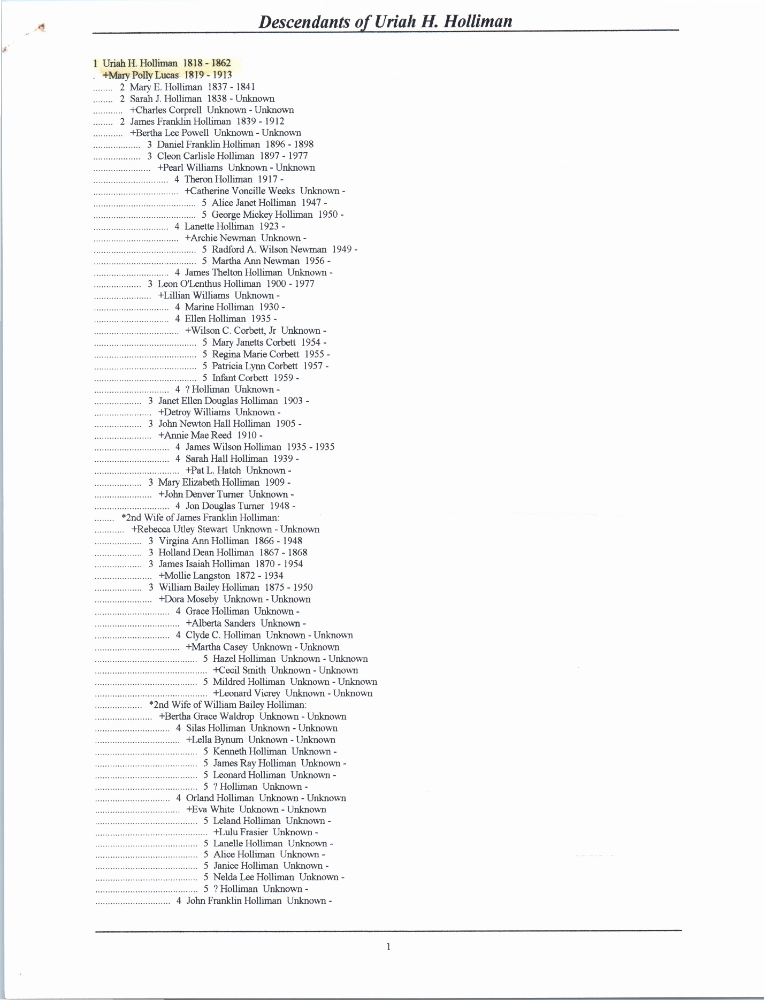 Descendants of Uriah H. Holliman
1 Uriah H. Holliman 1818 - 1862
. +Mary Polly Lucas 1819 - 1913
........ 2 Mary E. Holliman 1837 - 1841
........ 2 Sarah J. Holliman 1838 - Unknown
............ +Charles Corprell Unknown - Unknown
........ 2 James Franklin Holliman 1839 - 1912
............ +Bertha Lee Powell Unknown - Unknown
................... 3 Daniel Franklin Holliman 1896 - 1898
................... 3 Cleon Carlisle Holliman 1897 - 1977
....................... +Pearl Williams Unknown - Unknown
.............................. 4 Theron Holliman 1917 -
.................................. +Catherine Voncille Weeks Unknown -
......................................... 5 Alice Janet Holliman 1947 -
......................................... 5 George Mickey Holliman 1950 -
.............................. 4 Lanette Holliman 1923 -
.................................. +Archie Newman Unknown -
......................................... 5 Radford A. Wilson Newman 1949 -
......................................... 5 Martha Ann Newman 1956 -
.............................. 4 James Thelton Holliman Unknown -
................... 3 Leon O'Lenthus Holliman 1900 - 1977
....................... +Lillian Williams Unknown -
.............................. 4 Marine Holliman 1930 -
.............................. 4 Ellen Holliman 1935 -
.................................. +Wilson C. Corbett, Jr Unknown -
......................................... 5 Mary Janetts Corbett 1954 -
......................................... 5 Regina Marie Corbett 1955 -
......................................... 5 Patricia Lynn Corbett 1957 -
......................................... 5 Infant Corbett 1959 -
.............................. 4 ? Holliman Unknown -
................... 3 Janet Ellen Douglas Holliman 1903 -
....................... +Detroy Williams Unknown -
................... 3 John Newton Hall Holliman 1905 -
....................... +Annie Mae Reed 1910 -
.............................. 4 James Wilson Holliman 1935 - 1935
.............................. 4 Sarah Hall Holliman 1939 -
.................................. +Pat L. Hatch Unknown -
................... 3 Mary Elizabeth Holliman 1909 -
....................... +John Denver Turner Unknown -
.............................. 4 Jon Douglas Turner 1948 -
........ *2nd Wife of James Franklin Holliman:
............ +Rebecca Utley Stewart Unknown - Unknown
................... 3 Virgina Ann Holliman 1866 - 1948
................... 3 Holland Dean Holliman 1867 - 1868
................... 3 James Isaiah Holliman 1870 - 1954
....................... +Mollie Langston 1872 - 1934
................... 3 William Bailey Holliman 1875 - 1950
....................... +Dora Moseby Unknown - Unknown
.............................. 4 Grace Holliman Unknown -
.................................. +Alberta Sanders Unknown -
.............................. 4 Clyde C. Holliman Unknown - Unknown
.................................. +Martha Casey Unknown - Unknown
......................................... 5 Hazel Holliman Unknown - Unknown
............................................. +Cecil Smith Unknown - Unknown
......................................... 5 Mildred Holliman Unknown - Unknown
............................................. +Leonard Vicrey Unknown - Unknown
................... *2nd Wife of William Bailey Holliman:
....................... +Bertha Grace Waldrop Unknown - Unknown
.............................. 4 Silas Holliman Unknown - Unknown
.................................. +Lella Bynum Unknown - Unknown
......................................... 5 Kenneth Holliman Unknown -
......................................... 5 James Ray Holliman Unknown -
......................................... 5 Leonard Holliman Unknown -
......................................... 5 ? Holliman Unknown -
.............................. 4 Orland Holliman Unknown - Unknown
.................................. +Eva White Unknown - Unknown
......................................... 5 Leland Holliman Unknown -
............................................. +Lulu Frasier Unknown -
......................................... 5 Lanelle Holliman Unknown -
......................................... 5 Alice Holliman Unknown -
......................................... 5 Janice Holliman Unknown -
......................................... 5 Nelda Lee Holliman Unknown -
......................................... 5 ? Holliman Unknown -
.............................. 4 John Franklin Holliman Unknown -
1